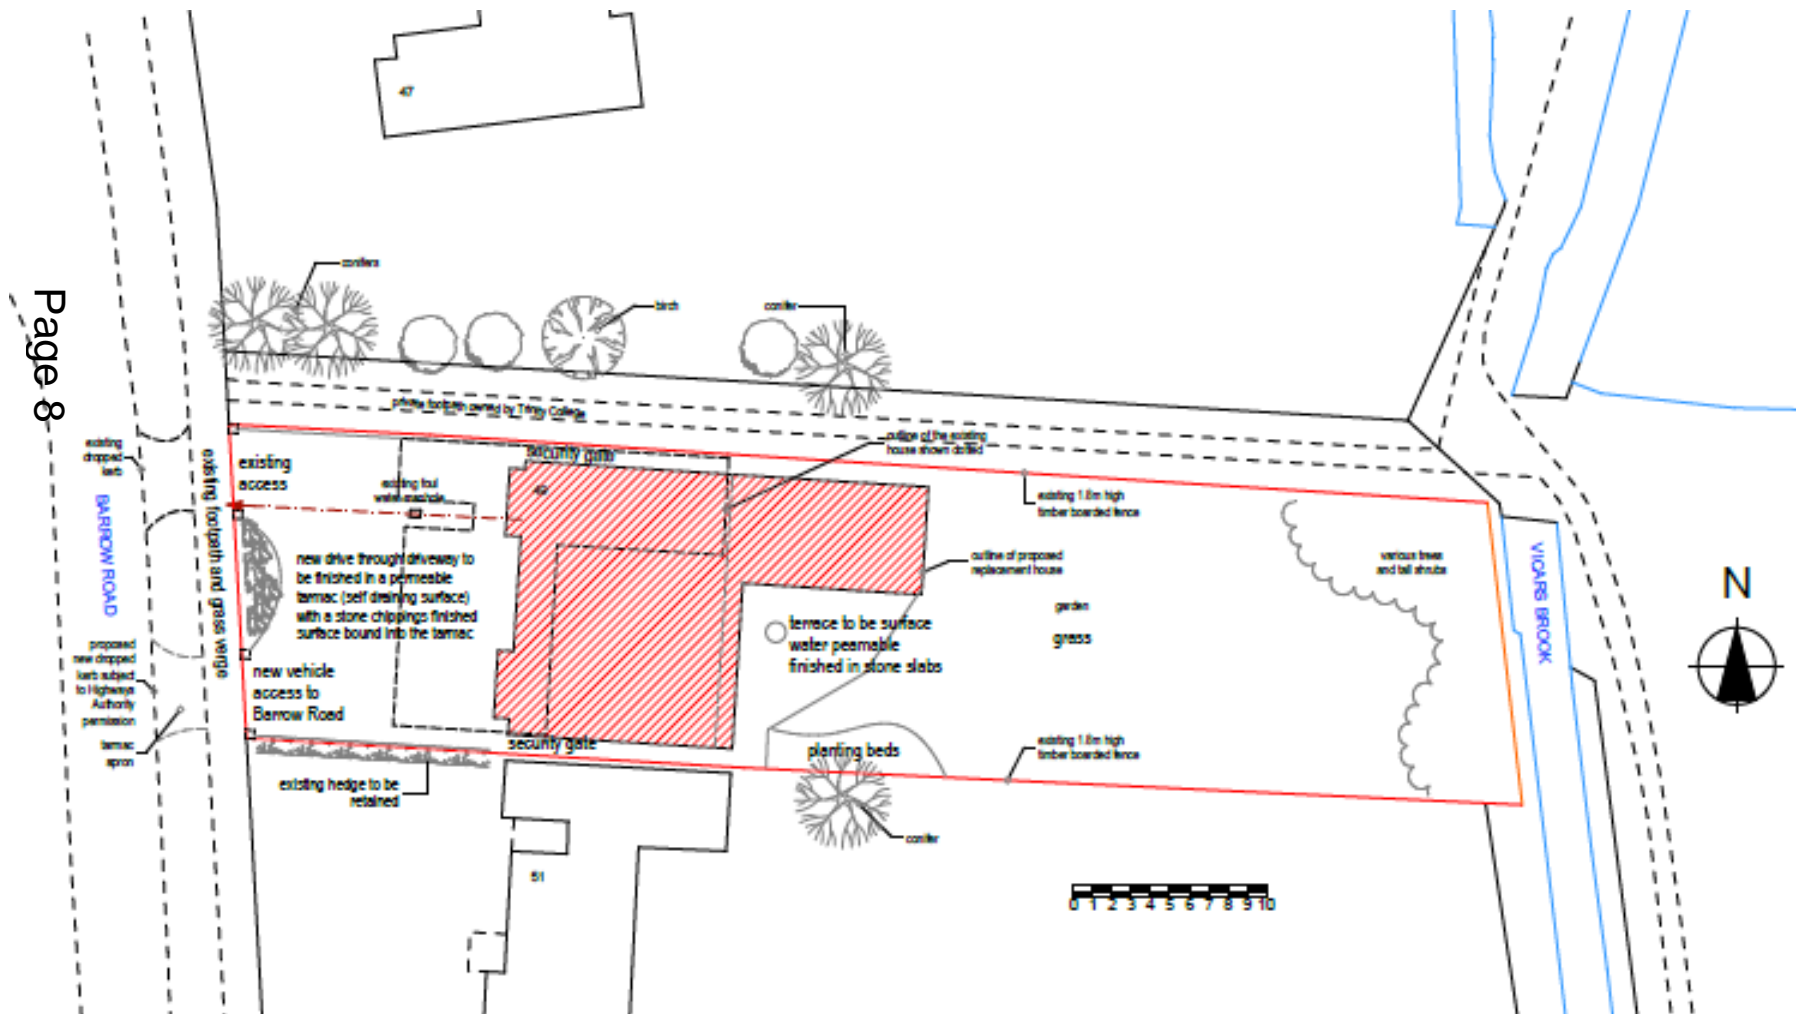 Page 8
47
conifers
birch
conifer
private footpath owned by Trinity College
existing
dropped
kerb
existing
access
security gate
49
existing foul
water manhole
outline of the existing
house shown dotted
existing 1.8m high
timber boarded fence
BARROW ROAD
existing footpath and grass verge
new drive through driveway to
be finished in a permeable
tarmac (self draining surface)
with a stone chippings finished
surface bound into the tarmac
outline of proposed
replacement house
various trees
and tall shrubs
VICARS BROOK
N
garden
grass
terrace to be surface
water peamable
finished in stone slabs
proposed
new dropped
kerb subject
to Highways
Authority
permission
tarmac
apron
new vehicle
access to
Barrow Road
security gate
planting beds
existing 1.8m high
timber boarded fence
existing hedge to be
retained
conifer
51
0 1 2 3 4 5 6 7 8 9 10